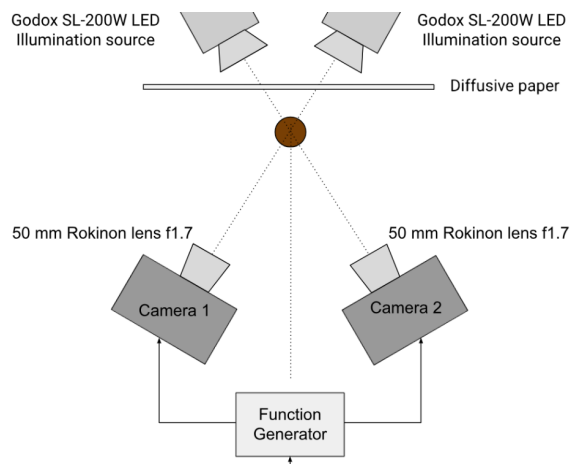 Godox SL-200W LED
Illumination source
Godox SL-200W LED
Illumination source
Diffusive paper
50 mm Rokinon lens f1.7
50 mm Rokinon lens f1.7
Camera 1
Camera 2
Function
Generator